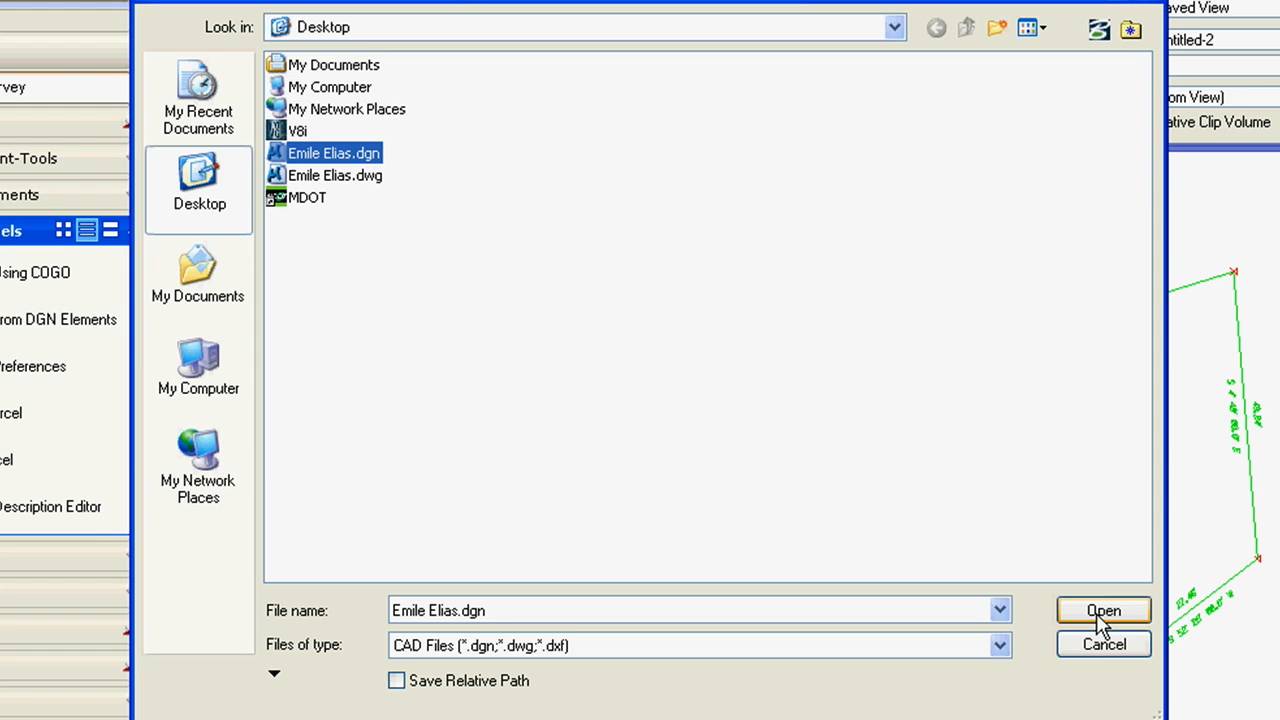 Look in:
Desktop
My Recent
Documents
Desktop
My Documents
My Computer
My Network
Places
My Documents
My Computer
My Network Places
V8i
Emile Elias.dgn
Emile Elias.dwg
MDOT
File name:
Emile Elias.dgn
Open
Files of type:
CAD Files (*.dgn;*.dwg;*.dxf)
Cancel
Save Relative Path
rvey
nt-Tools
ments
els
sing COGO
rom DGN Elements
references
rcel
cel
escription Editor
aved View
ntitled-2
om View)
ative Clip Volume